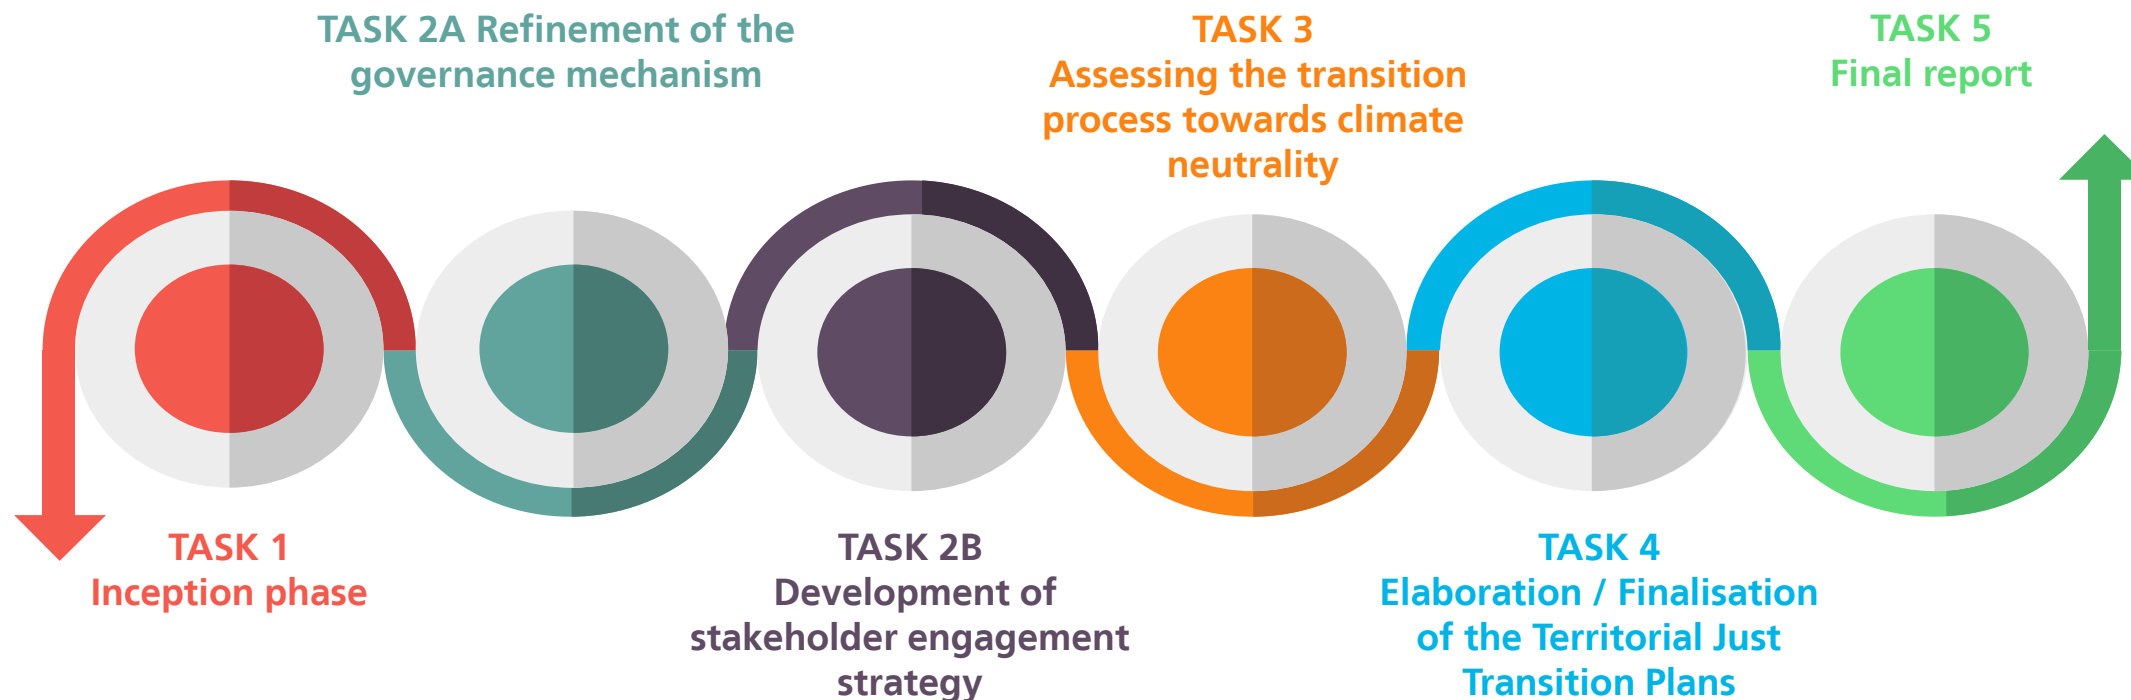 TASK 2A Refinement of the
governance mechanism
TASK 3
Assessing the transition
process towards climate
neutrality
TASK 5
Final report
TASK 1
Inception phase
TASK 2B
Development of
stakeholder engagement
strategy
TASK 4
Elaboration / Finalisation
of the Territorial Just
Transition Plans